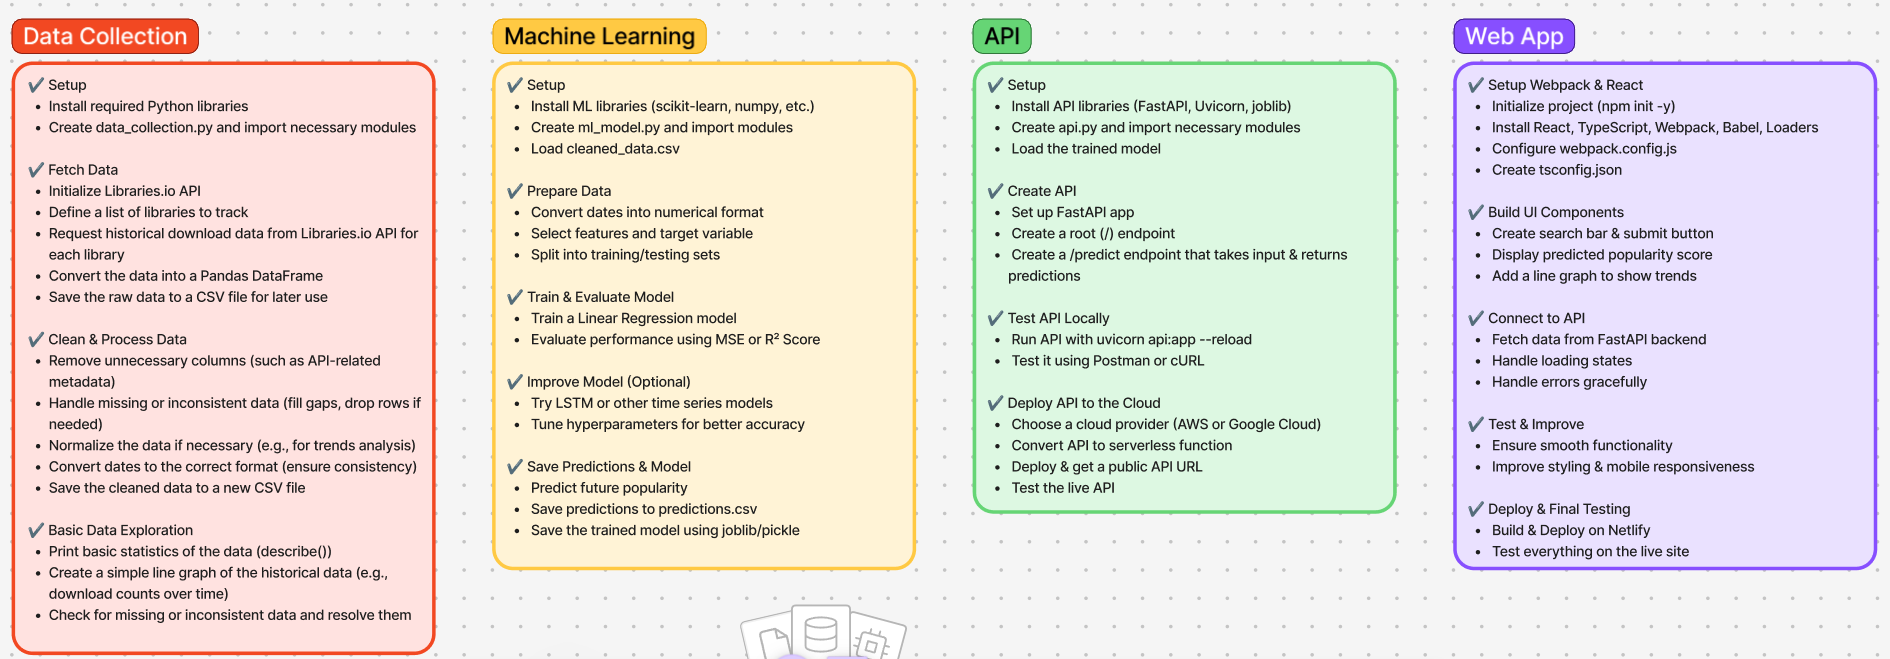 Data Collection
✔ Setup
• Install required Python libraries
• Create data_collection.py and import necessary modules
✔ Fetch Data
• Initialize Libraries.io API
• Define a list of libraries to track
• Request historical download data from Libraries.io API for
each library
• Convert the data into a Pandas DataFrame
• Save the raw data to a CSV file for later use
✔ Clean & Process Data
• Remove unnecessary columns (such as API-related
metadata)
• Handle missing or inconsistent data (fill gaps, drop rows if
needed)
• Normalize the data if necessary (e.g., for trends analysis)
• Convert dates to the correct format (ensure consistency)
• Save the cleaned data to a new CSV file
✔ Basic Data Exploration
• Print basic statistics of the data (describe())
• Create a simple line graph of the historical data (e.g.,
download counts over time)
• Check for missing or inconsistent data and resolve them
Machine Learning
✔ Setup
• Install ML libraries (scikit-learn, numpy, etc.)
• Create ml_model.py and import modules
• Load cleaned_data.csv
✔ Prepare Data
• Convert dates into numerical format
• Select features and target variable
• Split into training/testing sets
✔ Train & Evaluate Model
• Train a Linear Regression model
• Evaluate performance using MSE or R² Score
✔ Improve Model (Optional)
• Try LSTM or other time series models
• Tune hyperparameters for better accuracy
✔ Save Predictions & Model
• Predict future popularity
• Save predictions to predictions.csv
• Save the trained model using joblib/pickle
API
✔ Setup
• Install API libraries (FastAPI, Uvicorn, joblib)
• Create api.py and import necessary modules
• Load the trained model
✔ Create API
• Set up FastAPI app
• Create a root (/) endpoint
• Create a /predict endpoint that takes input & returns
predictions
✔ Test API Locally
• Run API with uvicorn api:app --reload
• Test it using Postman or cURL
✔ Deploy API to the Cloud
• Choose a cloud provider (AWS or Google Cloud)
• Convert API to serverless function
• Deploy & get a public API URL
• Test the live API
Web App
✔ Setup Webpack & React
• Initialize project (npm init -y)
• Install React, TypeScript, Webpack, Babel, Loaders
• Configure webpack.config.js
• Create tsconfig.json
✔ Build UI Components
• Create search bar & submit button
• Display predicted popularity score
• Add a line graph to show trends
✔ Connect to API
• Fetch data from FastAPI backend
• Handle loading states
• Handle errors gracefully
✔ Test & Improve
• Ensure smooth functionality
• Improve styling & mobile responsiveness
✔ Deploy & Final Testing
• Build & Deploy on Netlify
• Test everything on the live site